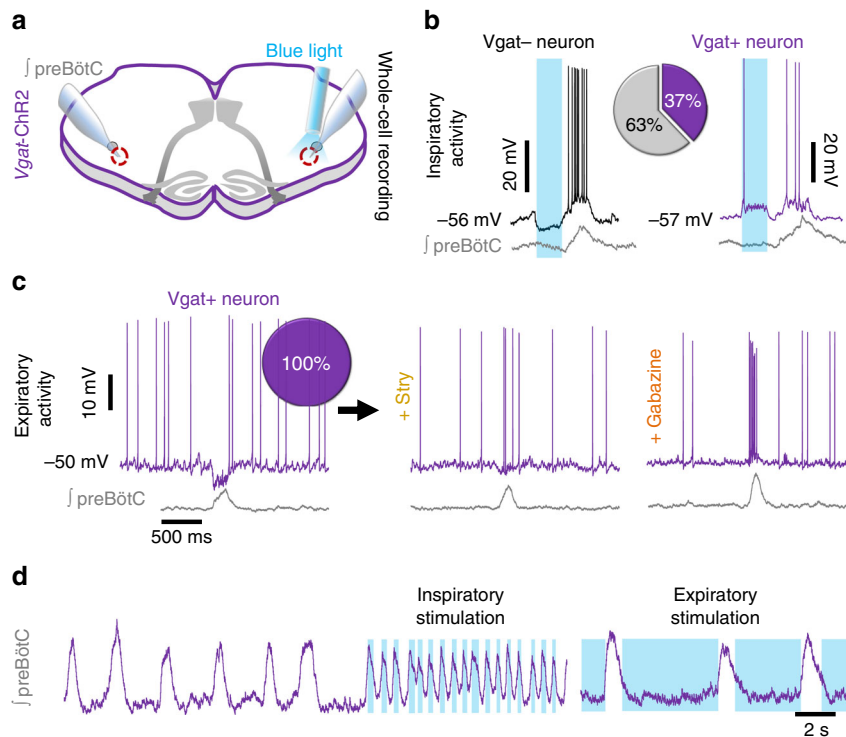 a
Blue light
∫ preBötC
Vgat-ChR2
Whole-cell recording
b
Vgat– neuron
Vgat+ neuron
37%
63%
Inspiratory
activity
20 mV
20 mV
–56 mV
–57 mV
∫ preBötC
c
Vgat+ neuron
100%
Expiratory
activity
10 mV
+ Stry
+ Gabazine
–50 mV
∫ preBötC
500 ms
d
Inspiratory
stimulation
Expiratory
stimulation
∫ preBötC
2 s